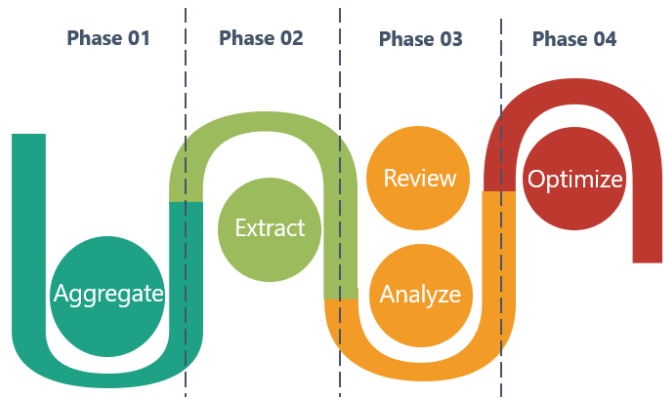 Phase 01
Phase 02
Phase 03
Phase 04
Aggregate
Extract
Review
Analyze
Optimize